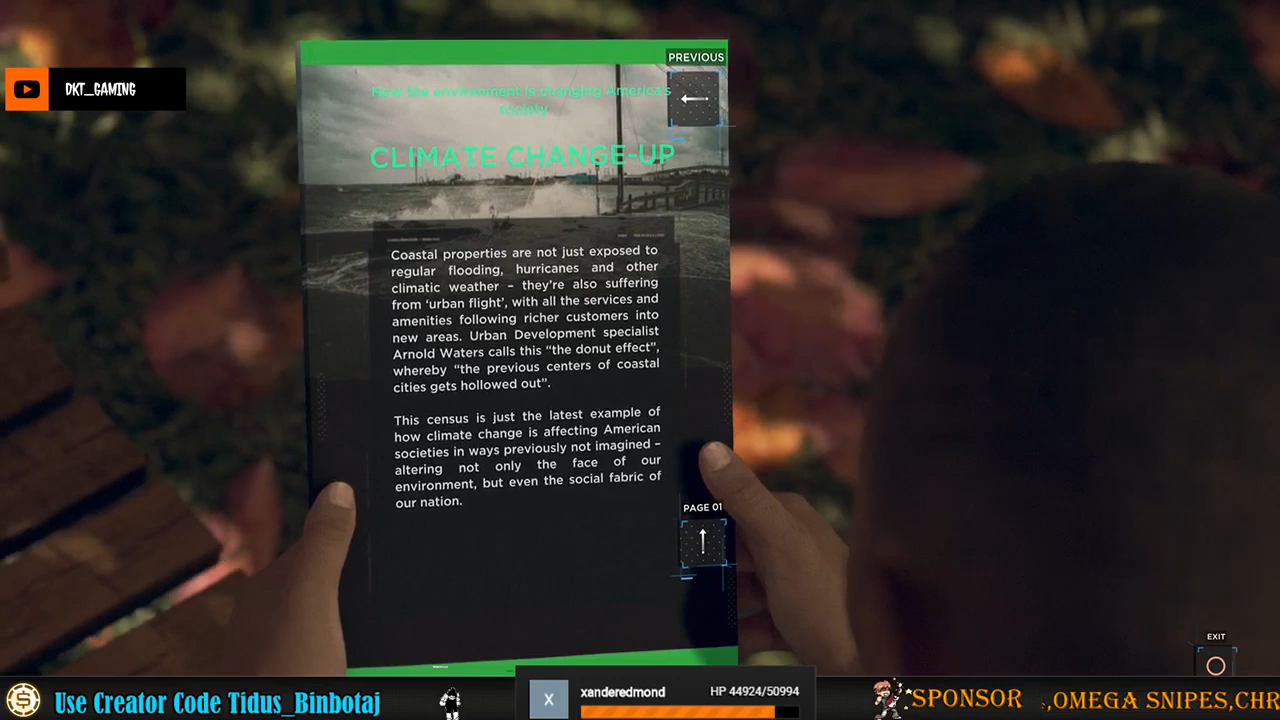 PREVIOUS
DKT_GAMING
How the environment is changing America's
society
CLIMATE CHANGE-UP
Coastal properties are not just exposed to
regular flooding, hurricanes and other
climatic weather – they're also suffering
from 'urban flight', with all the services and
amenities following richer customers into
new areas. Urban Development specialist
Arnold Waters calls this "the donut effect",
whereby "the previous centers of coastal
cities gets hollowed out".
This census is just the latest example of
how climate change is affecting American
societies in ways previously not imagined –
altering not only the face of our
environment, but even the social fabric of
our nation.
PAGE 01
EXIT
Use Creator Code Tidus_Binbotaj
X
xanderedmond
HP 44924/50994
SPONSOR
,OMEGA SNIPES,CHR